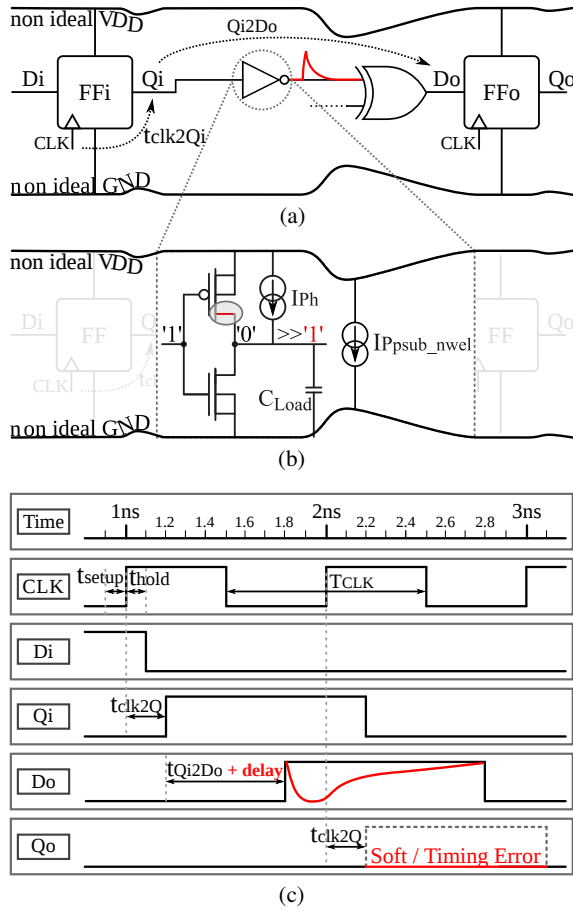 non ideal VDD
Qi2Do
Di
FFi
Qi
Do
FFo
Qo
CLK
tclk2Qi
non ideal GND
(a)
non ideal VDD
Di
FF
Q
CLK
tcl
'1'
'0'
>>'1'
IPh
IPpsub_nwel
CLoad
FF
Qo
non ideal GND
(b)
Time
1ns
1.2
1.4
1.6
1.8
2ns
2.2
2.4
2.6
2.8
3ns
CLK
tsetup
thold
TCLK
Di
Qi
tclk2Q
Do
tQi2Do + delay
Qo
tclk2Q
Soft / Timing Error
(c)